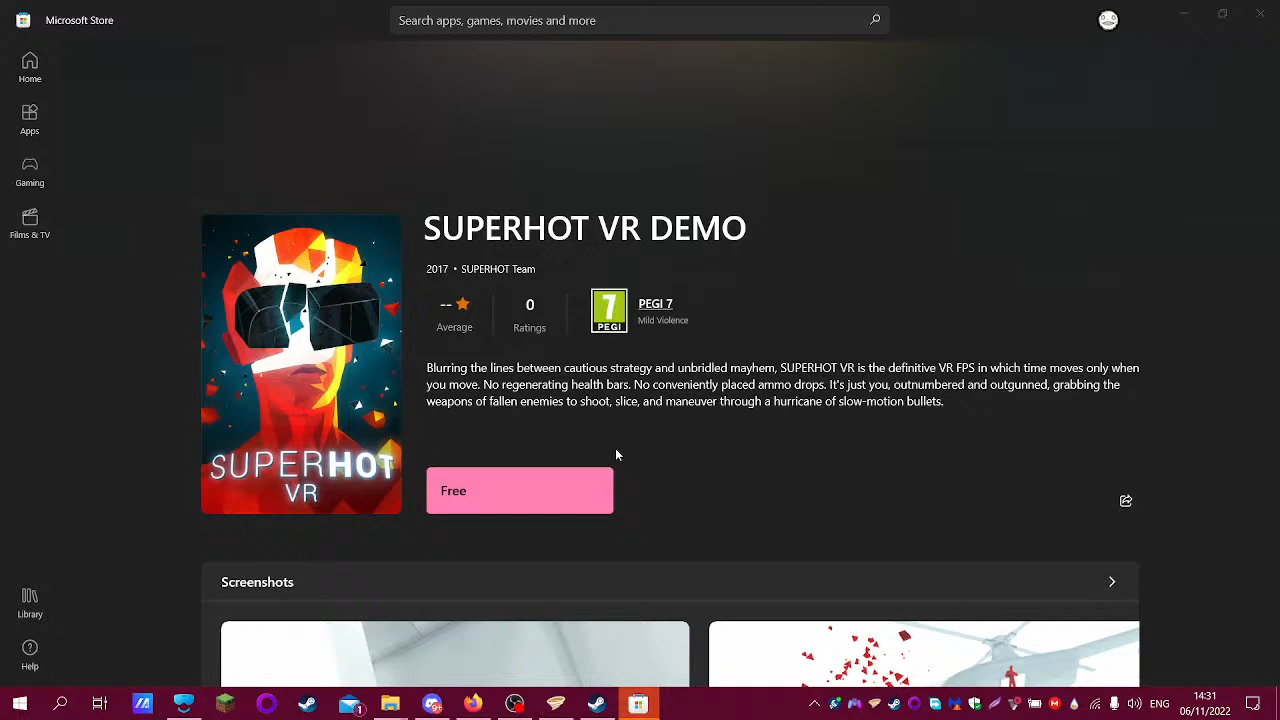 Microsoft Store
Search apps, games, movies and more
Home
Apps
Gaming
Films & TV
SUPERHOT VR DEMO
2017 • SUPERHOT Team
--
Average
0
Ratings
7
PEGI
PEGI 7
Mild Violence
Blurring the lines between cautious strategy and unbridled mayhem, SUPERHOT VR is the definitive VR FPS in which time moves only when
you move. No regenerating health bars. No conveniently placed ammo drops. It's just you, outnumbered and outgunned, grabbing the
weapons of fallen enemies to shoot, slice, and maneuver through a hurricane of slow-motion bullets.
SUPERHOT
VR
Free
Screenshots
Library
Help
1
ENG
14:31
06/11/2022